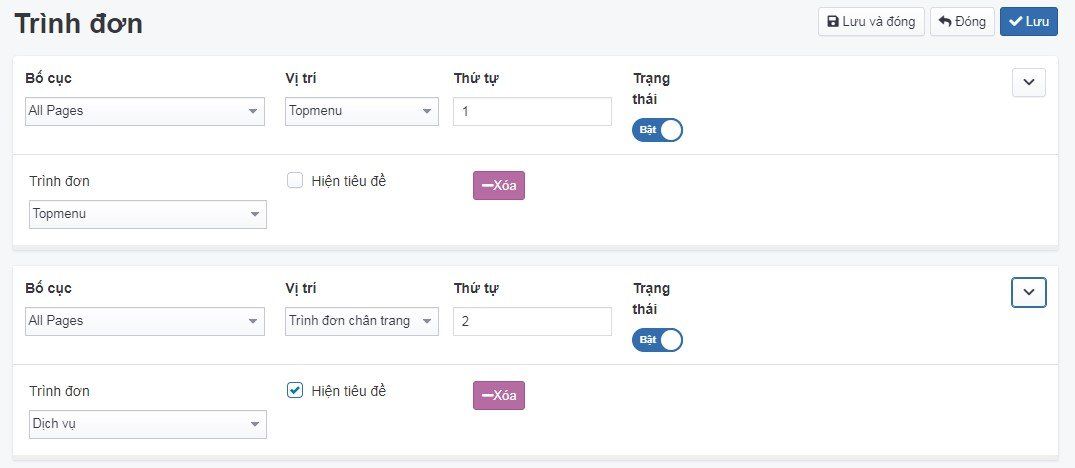 Trình đơn
Lưu và đóng Đóng Lưu
Bố cục Vị trí Thứ tự Trạng thái
All Pages Topmenu 1 Bật
Trình đơn Hiện tiêu đề Xóa
Topmenu
Bố cục Vị trí Thứ tự Trạng thái
All Pages Trình đơn chân trang 2 Bật
Trình đơn Hiện tiêu đề Xóa
Dịch vụ